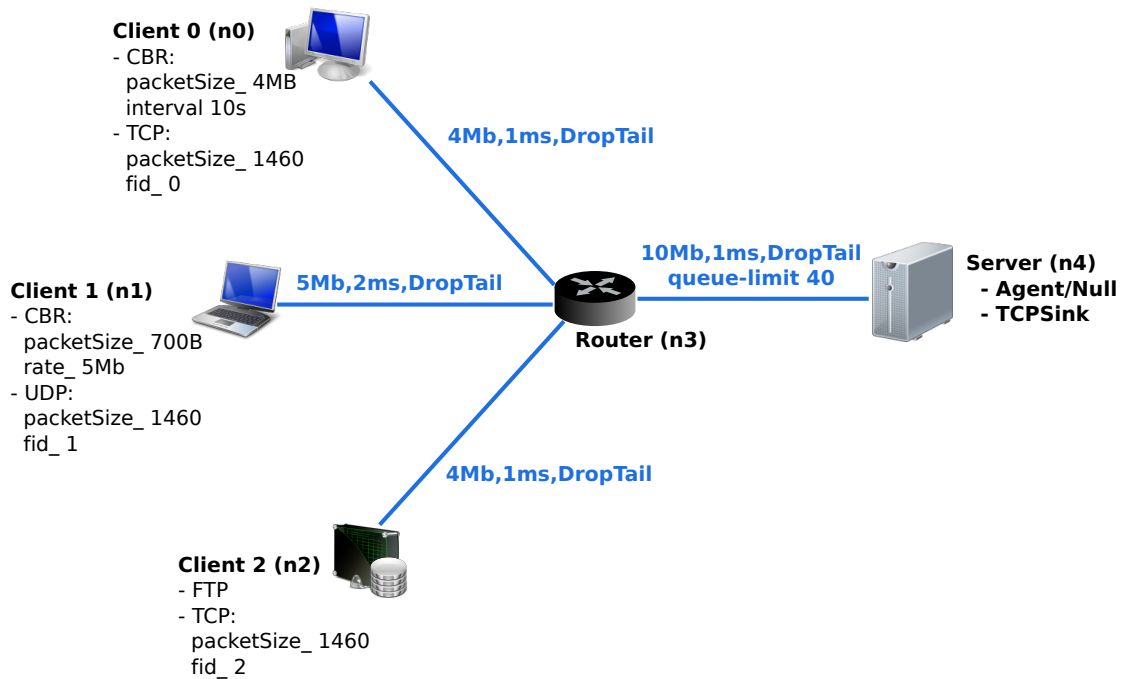 Client 0 (n0)
- CBR:
packetSize_ 4MB
interval 10s
- TCP:
packetSize_ 1460
fid_ 0
4Mb,1ms,DropTail
Client 1 (n1)
- CBR:
packetSize_ 700B
rate_ 5Mb
- UDP:
packetSize_ 1460
fid_ 1
5Mb,2ms,DropTail
Router (n3)
10Mb,1ms,DropTail
queue-limit 40
Server (n4)
- Agent/Null
- TCPSink
4Mb,1ms,DropTail
Client 2 (n2)
- FTP
- TCP:
packetSize_ 1460
fid_ 2